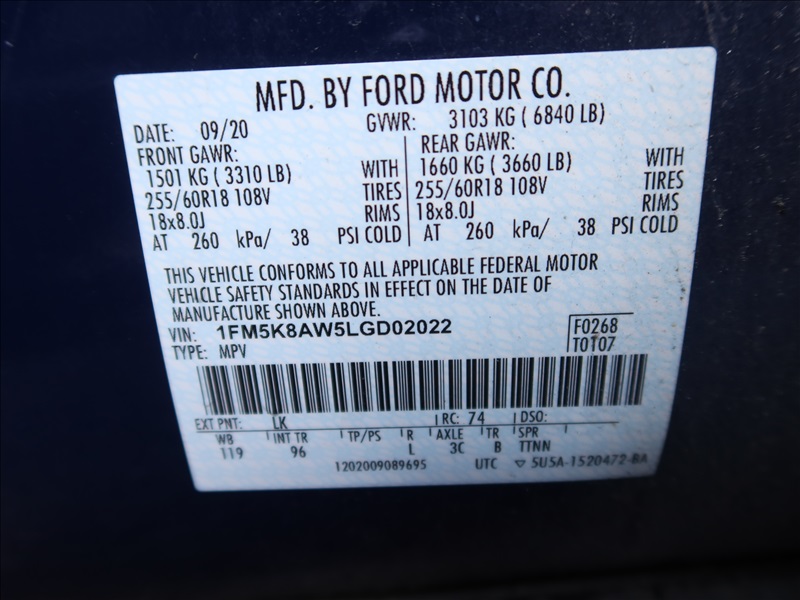 MFD. BY FORD MOTOR CO.
DATE: 09/20 GVWR: 3103 KG ( 6840 LB)
FRONT GAWR: REAR GAWR:
1501 KG ( 3310 LB) WITH 1660 KG ( 3660 LB) WITH
255/60R18 108V TIRES 255/60R18 108V TIRES
18x8.0J RIMS 18x8.0J RIMS
AT 260 kPa/ 38 PSI COLD AT 260 kPa/ 38 PSI COLD
THIS VEHICLE CONFORMS TO ALL APPLICABLE FEDERAL MOTOR
VEHICLE SAFETY STANDARDS IN EFFECT ON THE DATE OF
MANUFACTURE SHOWN ABOVE.
VIN: 1FM5K8AW5LGD02022 F0268
TYPE: MPV T0107
EXT PNT: LK RC: 74 DSO:
WB INT TR TP/PS R AXLE TR SPR
119 96 L 3C B TTNN
1202009089695 UTC ▽ 5U5A-1520472-BA